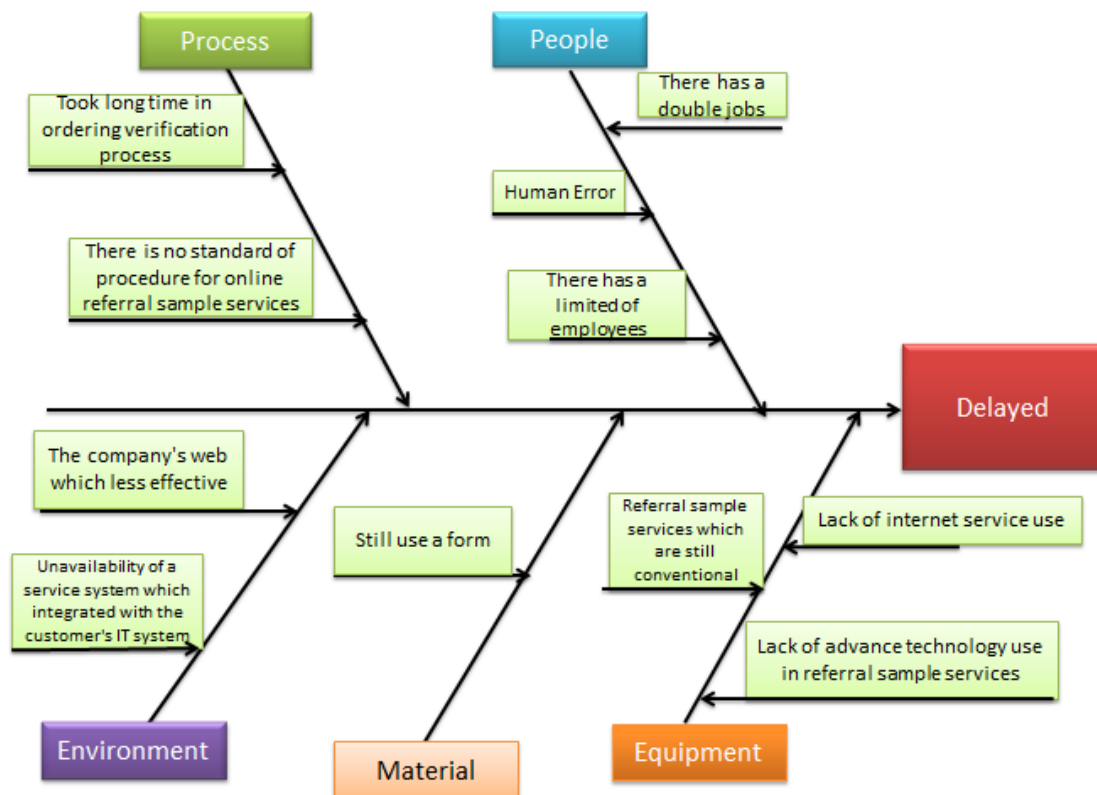 Process
Took long time in
ordering verification
process
There is no standard of
procedure for online
referral sample services
People
There has a
double jobs
Human Error
There has a
limited of
employees
Delayed
The company's web
which less effective
Unavailability of a
service system which
integrated with the
customer's IT system
Environment
Still use a form
Material
Referral sample
services which
are still
conventional
Lack of internet service use
Lack of advance technology use
in referral sample services
Equipment